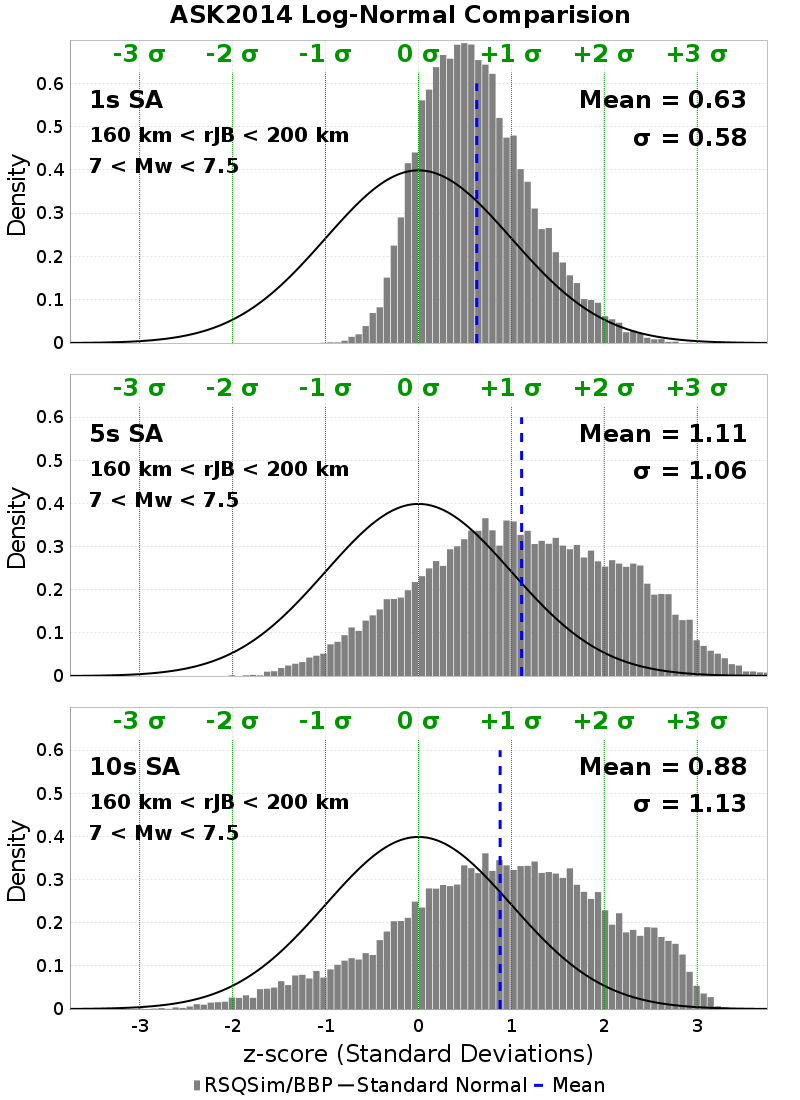 ASK2014 Log-Normal Comparision
-3 σ -2 σ -1 σ 0 σ +1 σ +2 σ +3 σ
1s SA
Mean = 0.63
160 km < rJB < 200 km
σ = 0.58
7 < Mw < 7.5
Density
0.6
0.5
0.4
0.3
0.2
0.1
0
-3 σ -2 σ -1 σ 0 σ +1 σ +2 σ +3 σ
5s SA
Mean = 1.11
160 km < rJB < 200 km
σ = 1.06
7 < Mw < 7.5
Density
0.6
0.5
0.4
0.3
0.2
0.1
0
-3 σ -2 σ -1 σ 0 σ +1 σ +2 σ +3 σ
10s SA
Mean = 0.88
160 km < rJB < 200 km
σ = 1.13
7 < Mw < 7.5
Density
0.6
0.5
0.4
0.3
0.2
0.1
0
-3 -2 -1 0 1 2 3
z-score (Standard Deviations)
RSQSim/BBP Standard Normal Mean